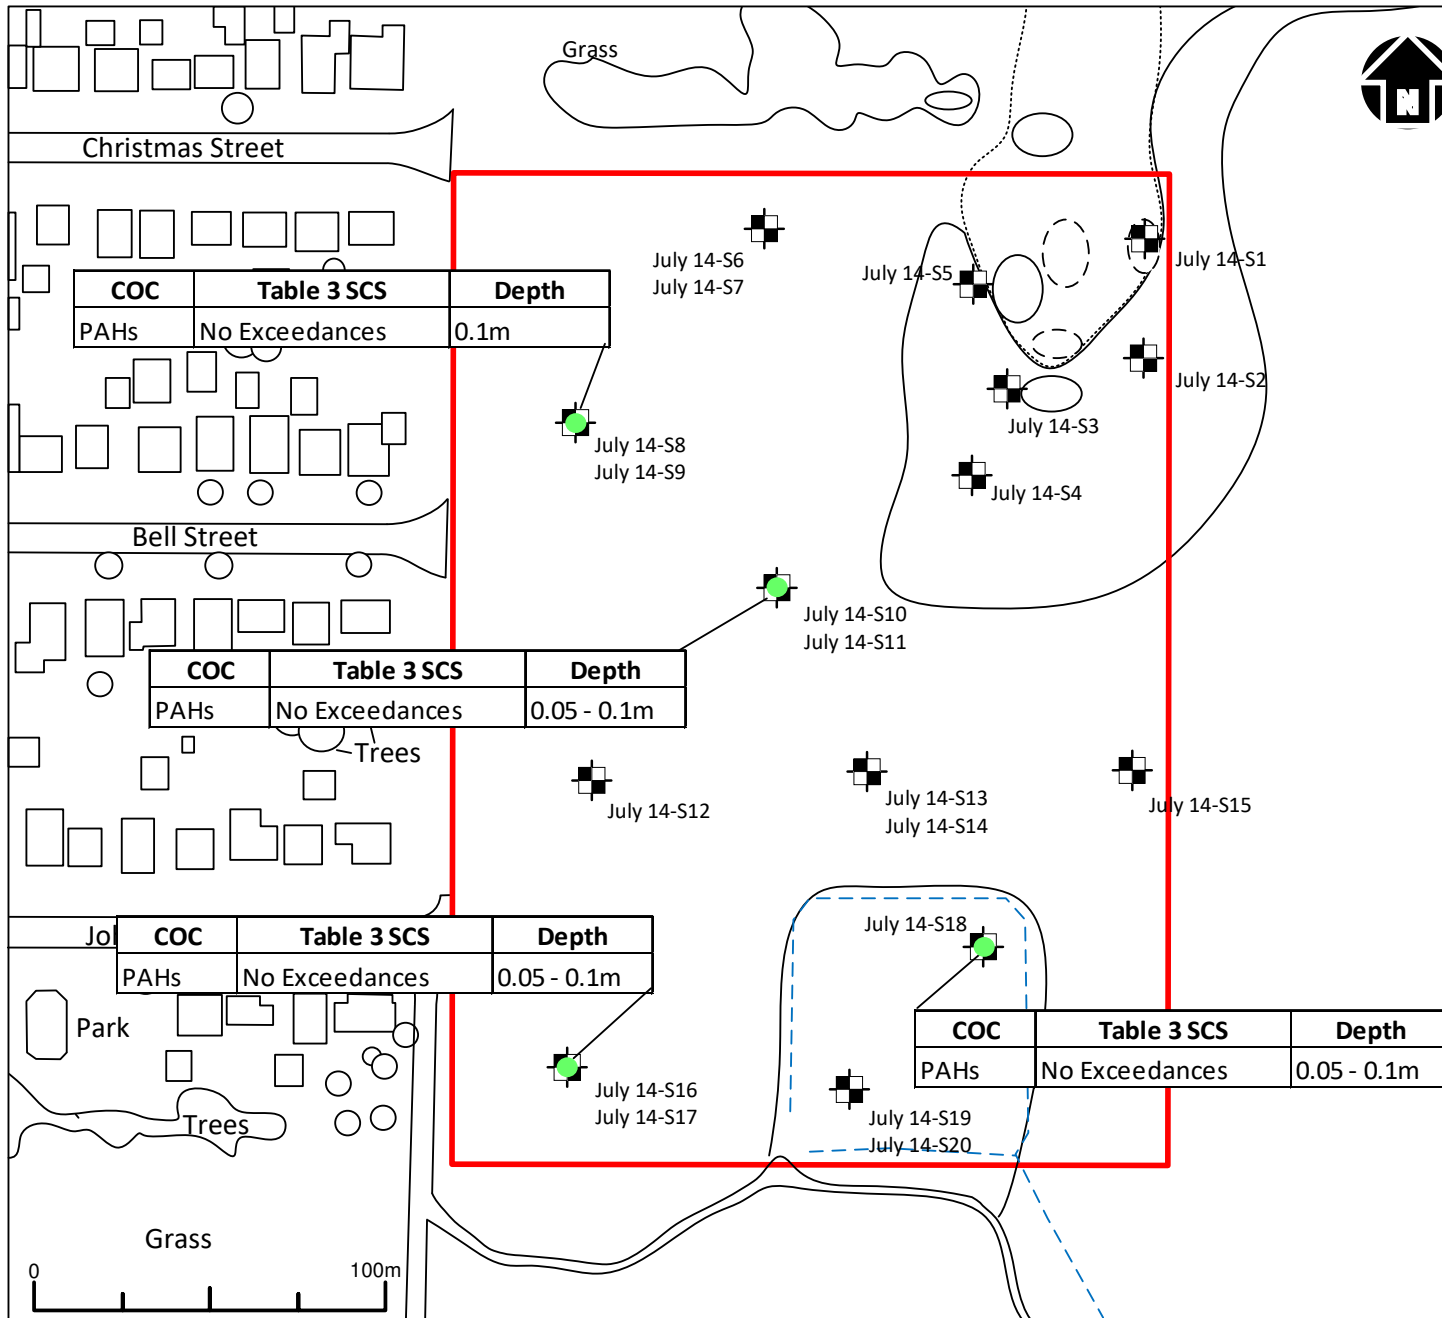 Grass
N
Christmas Street
July 14-S6
July 14-S7
July 14-S5
July 14-S1
COC Table 3 SCS Depth
PAHs No Exceedances 0.1m
July 14-S2
July 14-S3
July 14-S8
July 14-S9
July 14-S4
Bell Street
July 14-S10
July 14-S11
COC Table 3 SCS Depth
PAHs No Exceedances 0.05 - 0.1m
Trees
July 14-S12
July 14-S13
July 14-S14
July 14-S15
July 14-S18
COC Table 3 SCS Depth
PAHs No Exceedances 0.05 - 0.1m
Park
COC Table 3 SCS Depth
PAHs No Exceedances 0.05 - 0.1m
July 14-S16
July 14-S17
Trees
July 14-S19
July 14-S20
Grass
0 100m